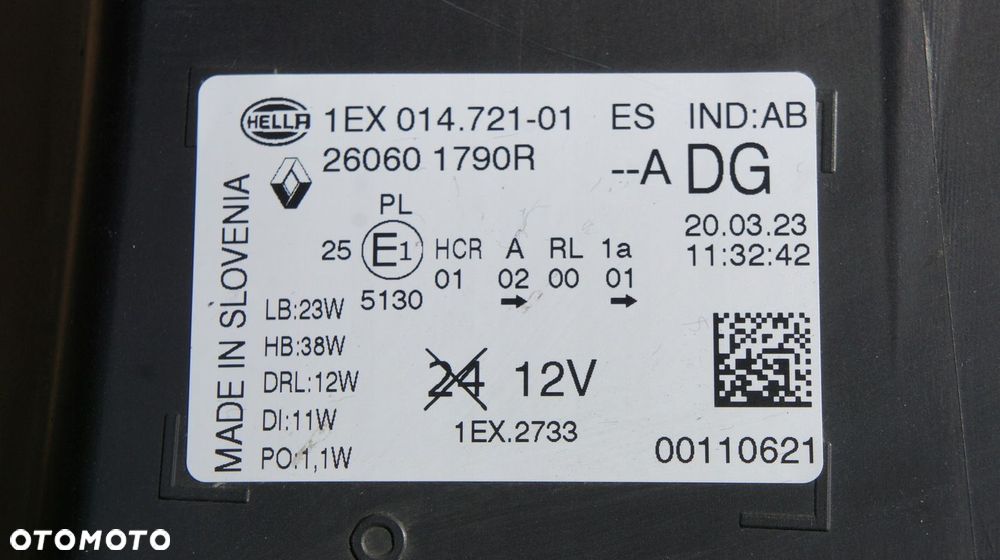 HELLA 1EX 014.721-01 ES IND:AB
26060 1790R --A DG
MADE IN SLOVENIA
PL
20.03.23
25 E1 HCR A RL 1a 11:32:42
01 02 00 01
5130 → →
LB:23W
HB:38W
DRL:12W
DI:11W
PO:1,1W
24 12V
1EX.2733
00110621
OTOMOTO